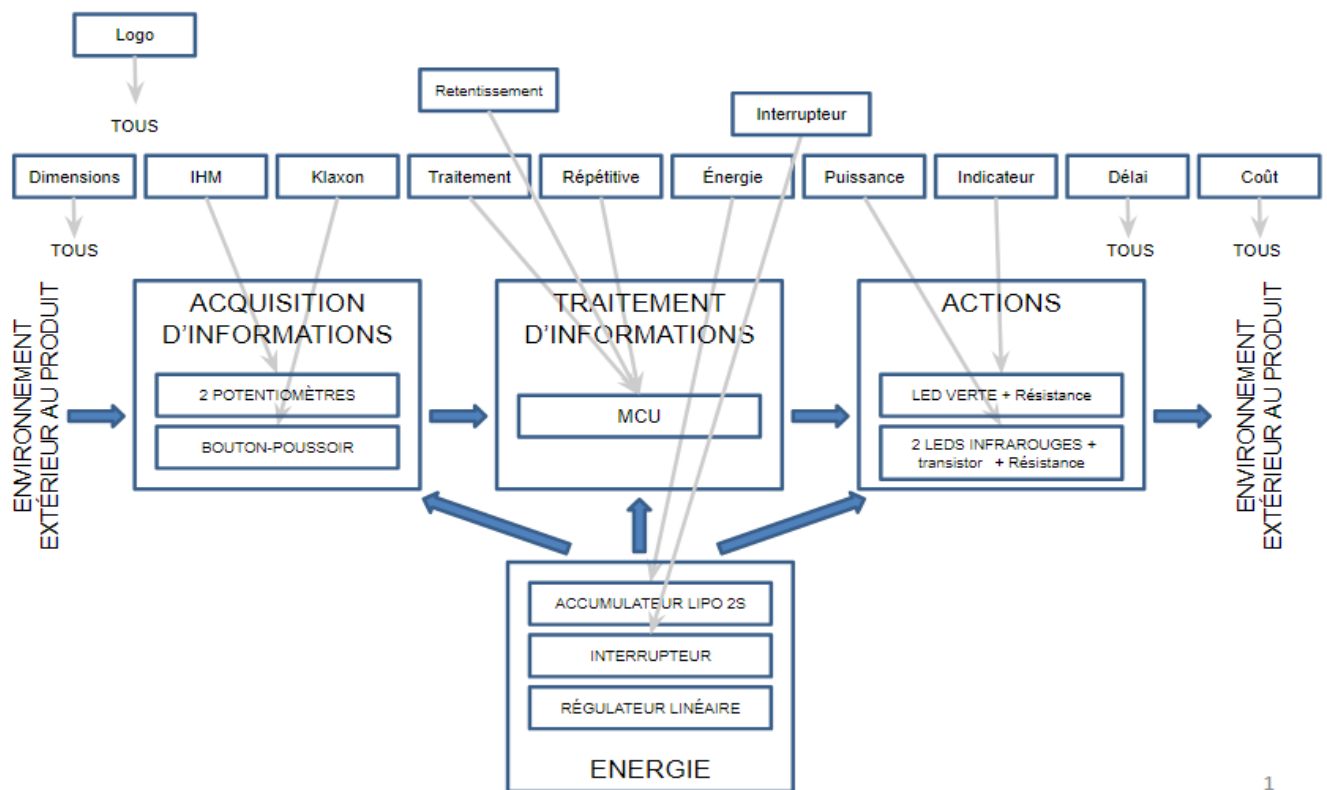 Logo
Retentissement
Interrupteur
TOUS
Dimensions
IHM
Klaxon
Traitement
Répétitive
Énergie
Puissance
Indicateur
Délai
Coût
TOUS
TOUS
TOUS
ENVIRONNEMENT
EXTÉRIEUR AU PRODUIT
ACQUISITION
D'INFORMATIONS
2 POTENTIOMÈTRES
BOUTON-POUSSOIR
TRAITEMENT
D'INFORMATIONS
MCU
ACTIONS
LED VERTE + Résistance
2 LEDS INFRAROUGES +
transistor + Résistance
ENVIRONNEMENT
EXTÉRIEUR AU PRODUIT
ACCUMULATEUR LIPO 2S
INTERRUPTEUR
RÉGULATEUR LINÉAIRE
ENERGIE
1